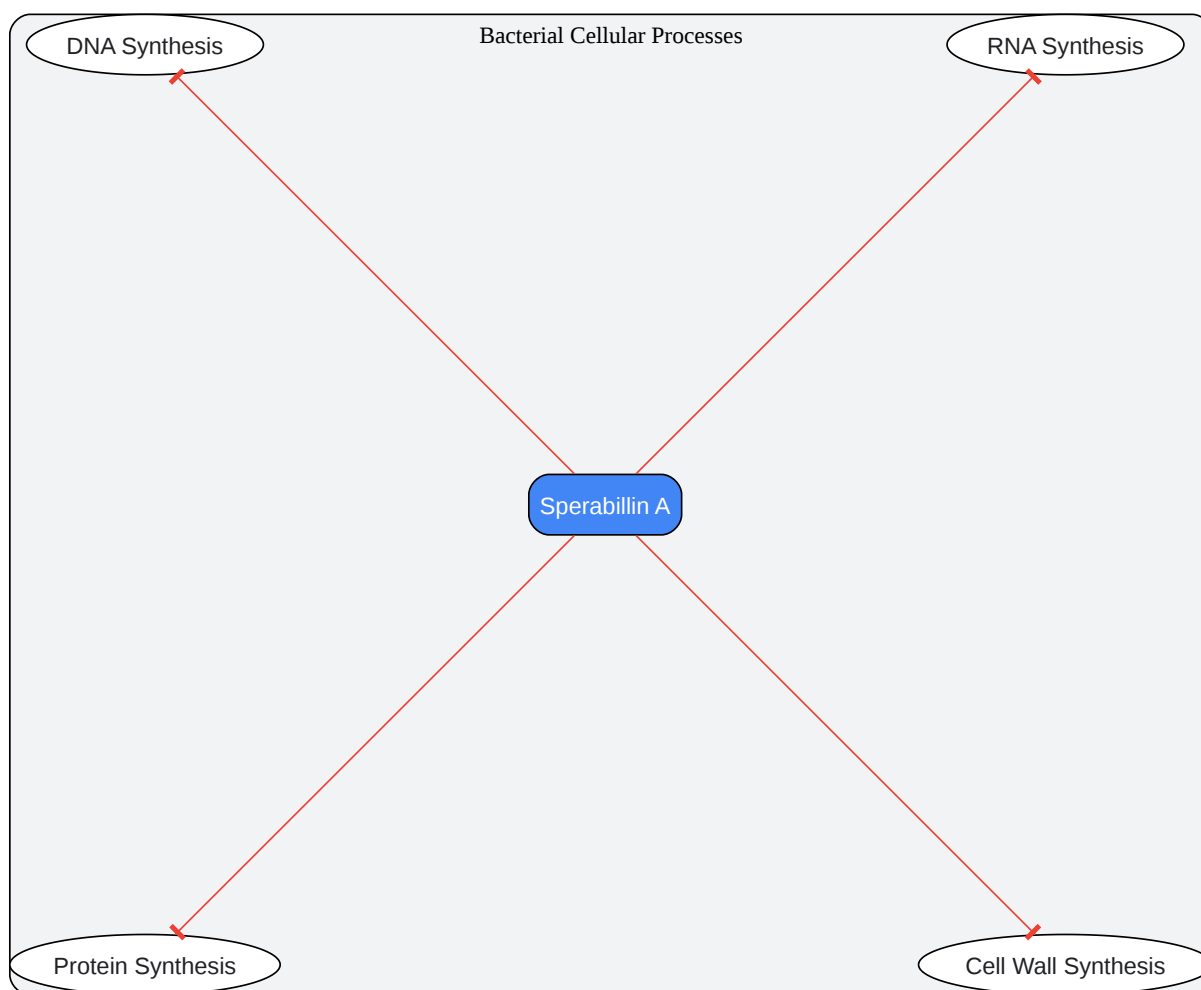 DNA Synthesis
Bacterial Cellular Processes
RNA Synthesis
Sperabillin A
Protein Synthesis
Cell Wall Synthesis